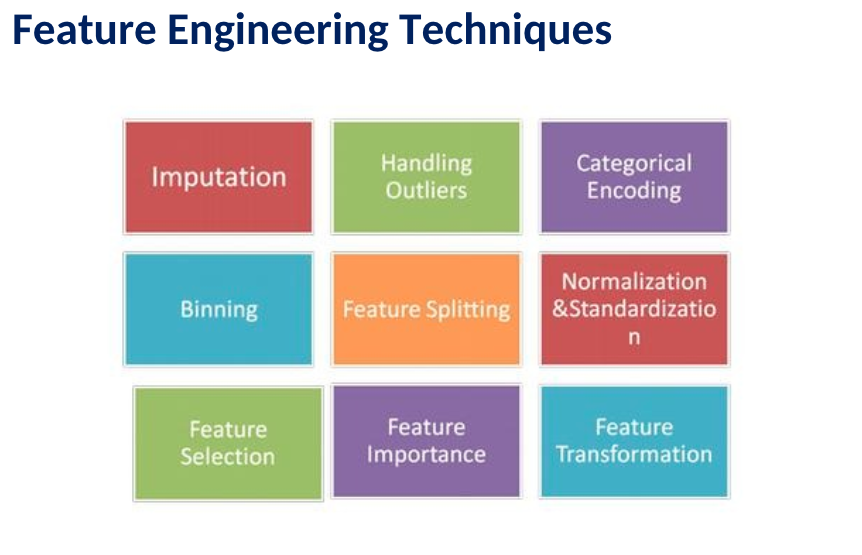 Feature Engineering Techniques
Imputation
Handling
Outliers
Categorical
Encoding
Binning
Feature Splitting
Normalization
&Standardizatio
n
Feature
Selection
Feature
Importance
Feature
Transformation